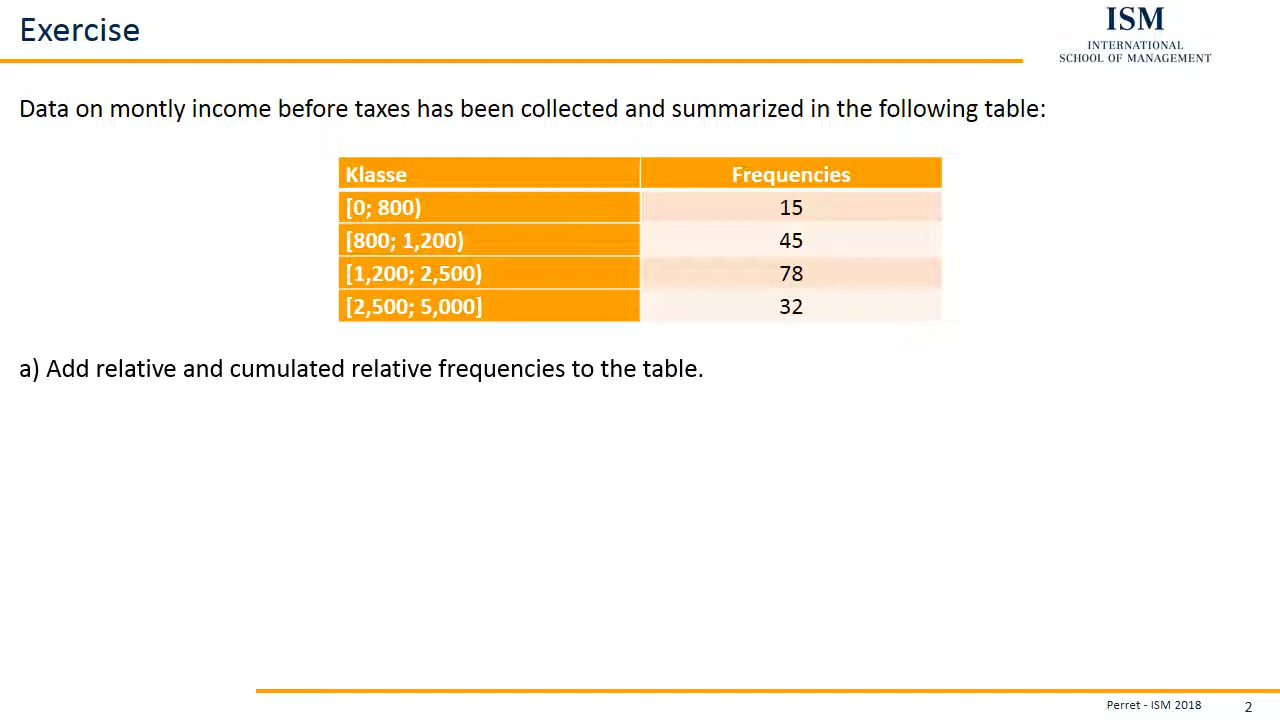 Exercise
ISM
INTERNATIONAL
SCHOOL OF MANAGEMENT
Data on montly income before taxes has been collected and summarized in the following table:
Klasse Frequencies
[0; 800) 15
[800; 1,200) 45
[1,200; 2,500) 78
[2,500; 5,000] 32
a) Add relative and cumulated relative frequencies to the table.
Perret - ISM 2018 2